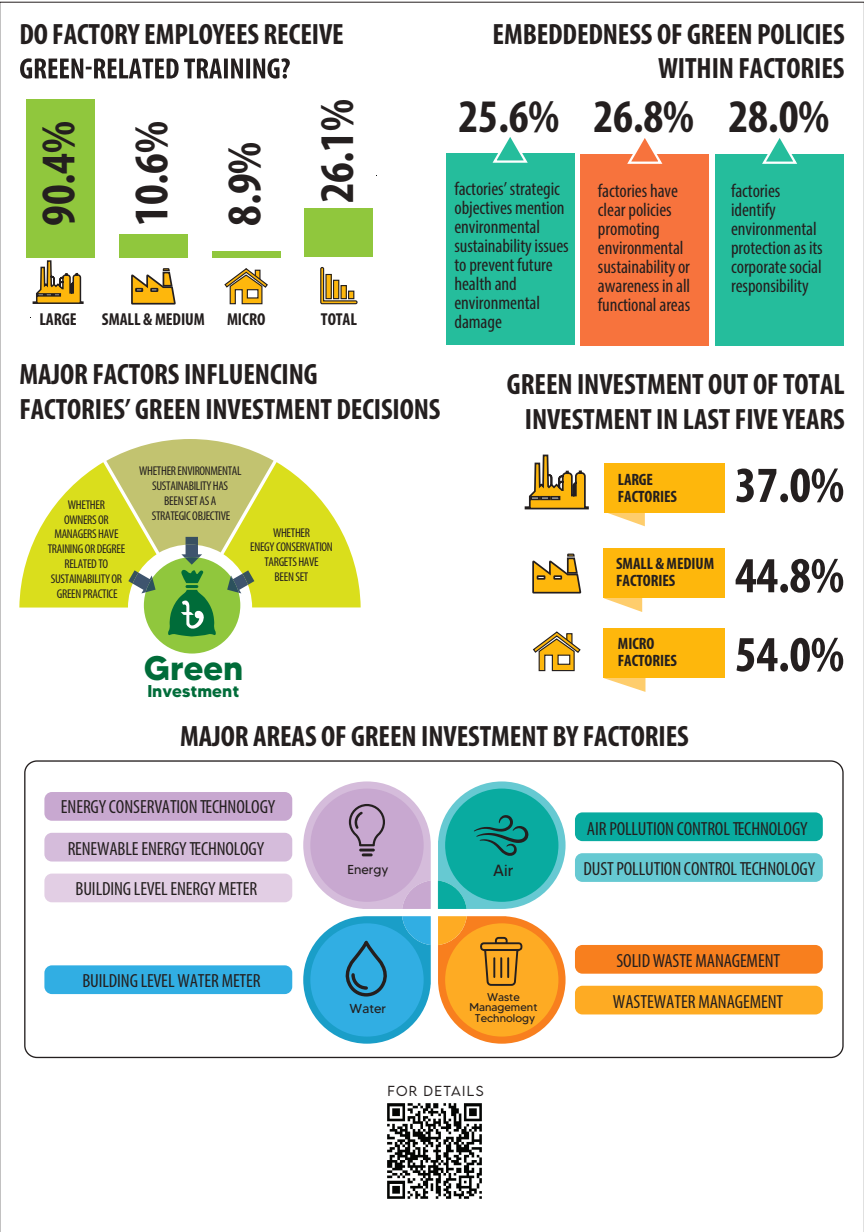 DO FACTORY EMPLOYEES RECEIVE
GREEN-RELATED TRAINING?
90.4%
10.6%
8.9%
26.1%
LARGE
SMALL & MEDIUM
MICRO
TOTAL
EMBEDDEDNESS OF GREEN POLICIES
WITHIN FACTORIES
25.6%
factories' strategic
objectives mention
environmental
sustainability issues
to prevent future
health and
environmental
damage
26.8%
factories have
clear policies
promoting
environmental
sustainability or
awareness in all
functional areas
28.0%
factories
identify
environmental
protection as its
corporate social
responsibility
MAJOR FACTORS INFLUENCING
FACTORIES' GREEN INVESTMENT DECISIONS
WHETHER
OWNERS OR
MANAGERS HAVE
TRAINING OR DEGREE
RELATED TO
SUSTAINABILITY OR
GREEN PRACTICE
WHETHER ENVIRONMENTAL
SUSTAINABILITY HAS
BEEN SET AS A
STRATEGIC OBJECTIVE
WHETHER
ENEGY CONSERVATION
TARGETS HAVE
BEEN SET
৳
Green
Investment
GREEN INVESTMENT OUT OF TOTAL
INVESTMENT IN LAST FIVE YEARS
LARGE
FACTORIES
37.0%
SMALL & MEDIUM
FACTORIES
44.8%
MICRO
FACTORIES
54.0%
MAJOR AREAS OF GREEN INVESTMENT BY FACTORIES
ENERGY CONSERVATION TECHNOLOGY
RENEWABLE ENERGY TECHNOLOGY
BUILDING LEVEL ENERGY METER
Energy
Air
AIR POLLUTION CONTROL TECHNOLOGY
DUST POLLUTION CONTROL TECHNOLOGY
BUILDING LEVEL WATER METER
Water
Waste
Management
Technology
SOLID WASTE MANAGEMENT
WASTEWATER MANAGEMENT
FOR DETAILS